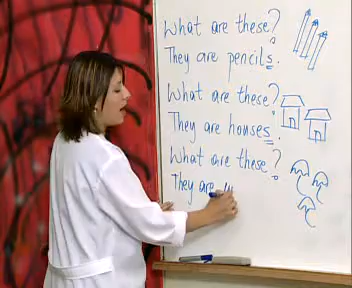 What are these?
They are pencils.
What are these?
They are houses.
What are these?
They are u